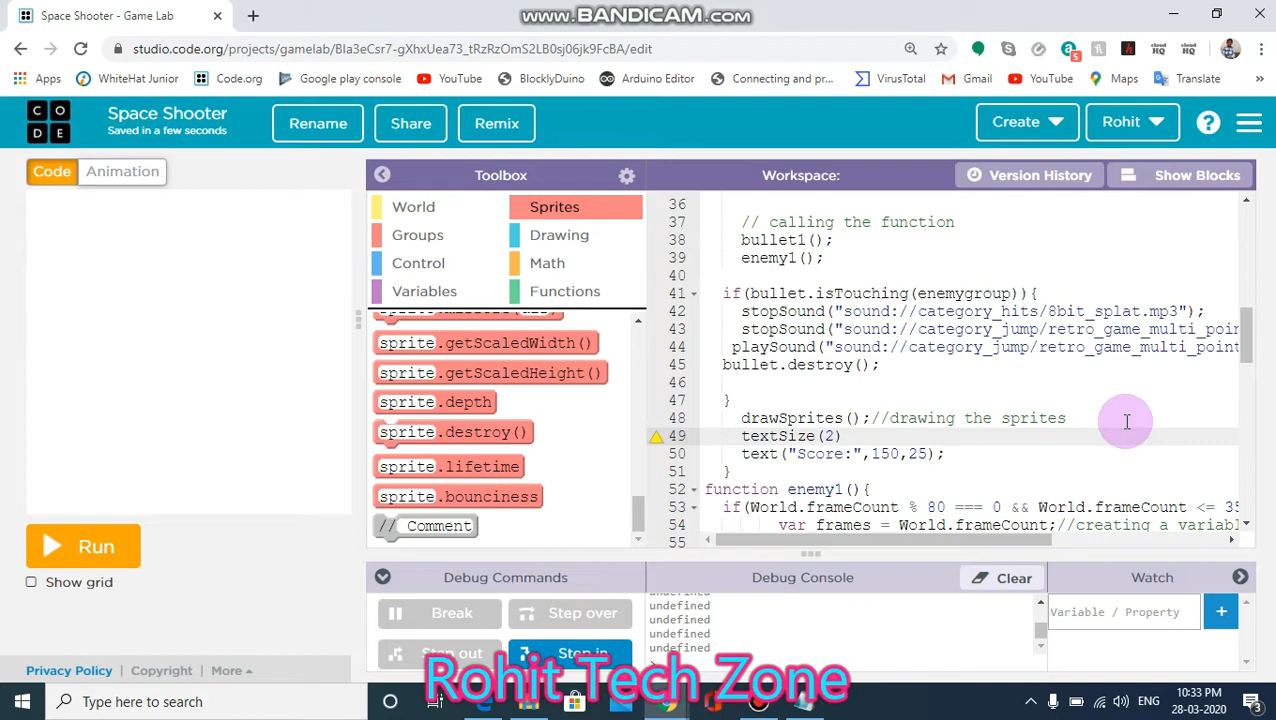 Space Shooter - Game Lab
www.BANDICAM.com
studio.code.org/projects/gamelab/BIa3eCsr7-gXhxUea73_tRzRzOmS2LB0sj06jk9FcBA/edit
Apps
WhiteHat Junior
Code.org
Google play console
YouTube
BlocklyDuino
Arduino Editor
Connecting and pr...
VirusTotal
Gmail
YouTube
Maps
Translate
»
C O D E
Space Shooter
Saved in a few seconds
Rename
Share
Remix
Create
Rohit
Code
Animation
Toolbox
Workspace:
Version History
Show Blocks
World
Sprites
Groups
Drawing
Control
Math
Variables
Functions
sprite.getScaledWidth()
sprite.getScaledHeight()
sprite.depth
sprite.destroy()
sprite.lifetime
sprite.bounciness
// Comment
36
37 // calling the function
38 bullet1();
39 enemy1();
40
41 if(bullet.isTouching(enemygroup)){
42 stopSound("sound://category_hits/8bit_splat.mp3");
43 stopSound("sound://category_jump/retro_game_multi_poin
44 playSound("sound://category_jump/retro_game_multi_point
45 bullet.destroy();
46
47 }
48 drawSprites();//drawing the sprites
49 textSize(2)
50 text("Score:",150,25);
51 }
52 function enemy1(){
53 if(World.frameCount % 80 === 0 && World.frameCount <= 35
54 var frames = World.frameCount;//creating a variabl
55
Run
Show grid
Debug Commands
Debug Console
Clear
Watch
Break
Step over
Step out
Step in
undefined
undefined
undefined
undefined
undefined
Variable / Property
+
Privacy Policy
Copyright
More
Rohit Tech Zone
Type here to search
ENG
10:33 PM
28-03-2020
3